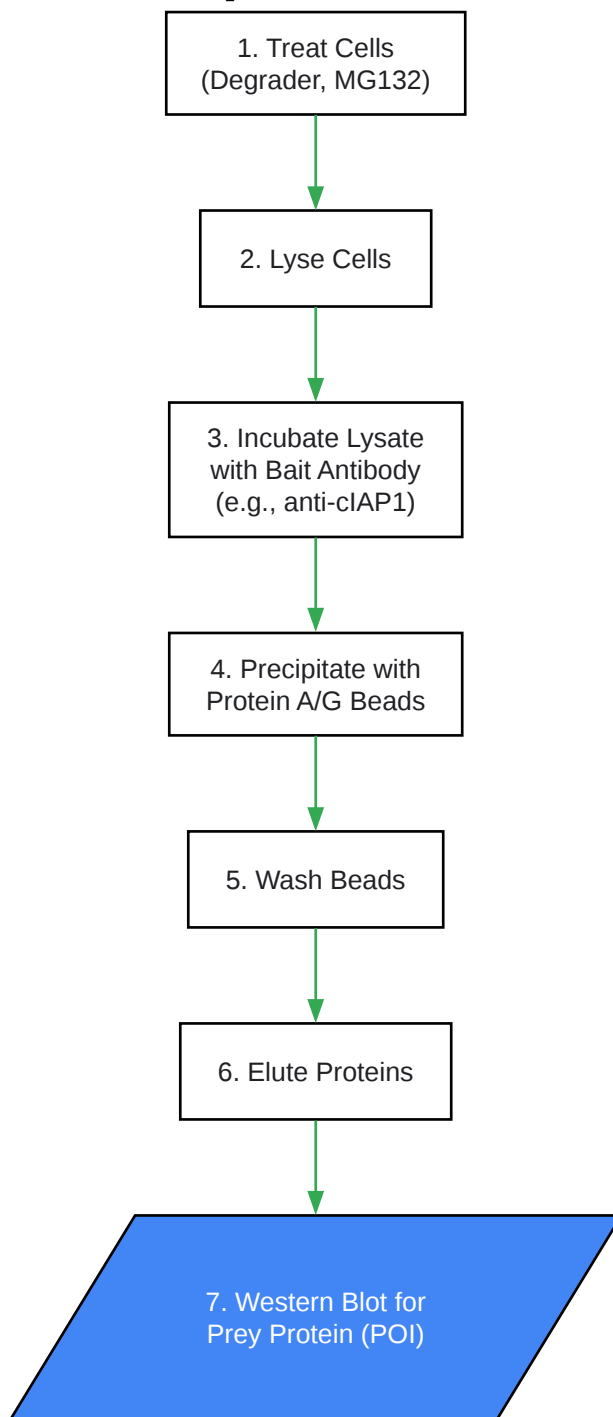 1. Treat Cells
(Degrader, MG132)
2. Lyse Cells
3. Incubate Lysate
with Bait Antibody
(e.g., anti-cIAP1)
4. Precipitate with
Protein A/G Beads
5. Wash Beads
6. Elute Proteins
7. Western Blot for
Prey Protein (POI)